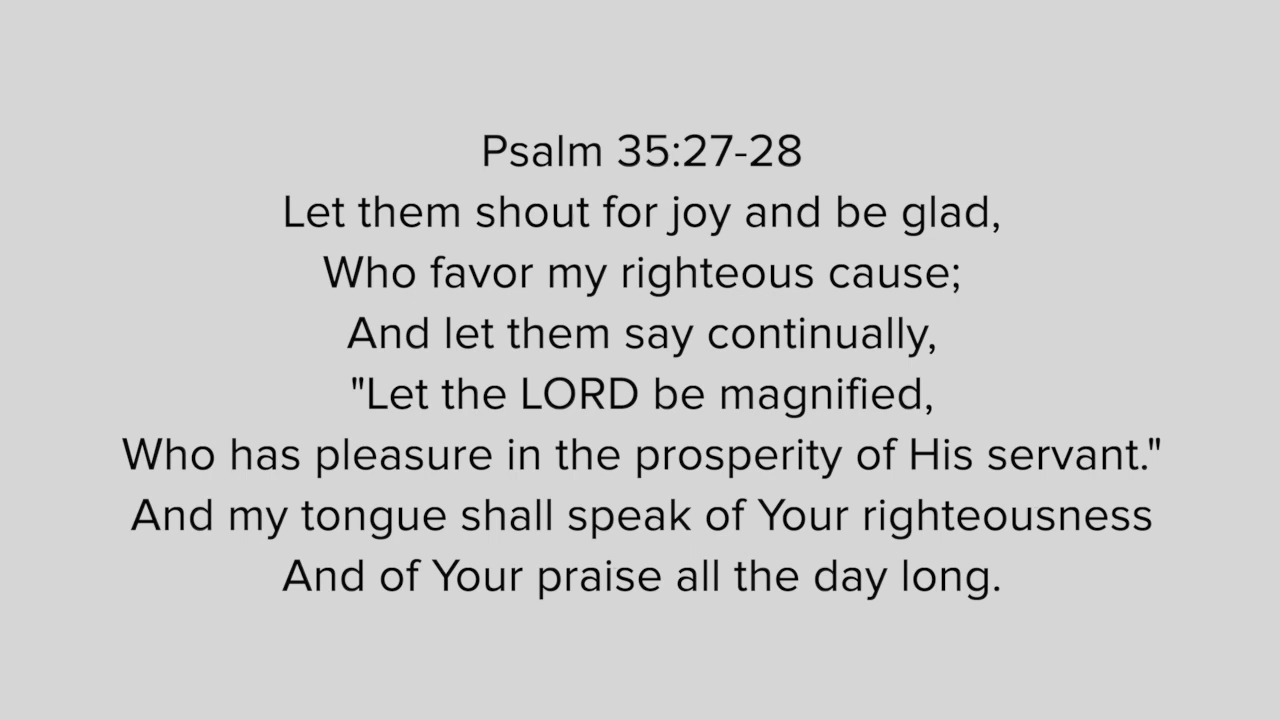 Psalm 35:27-28
Let them shout for joy and be glad,
Who favor my righteous cause;
And let them say continually,
"Let the LORD be magnified,
Who has pleasure in the prosperity of His servant."
And my tongue shall speak of Your righteousness
And of Your praise all the day long.